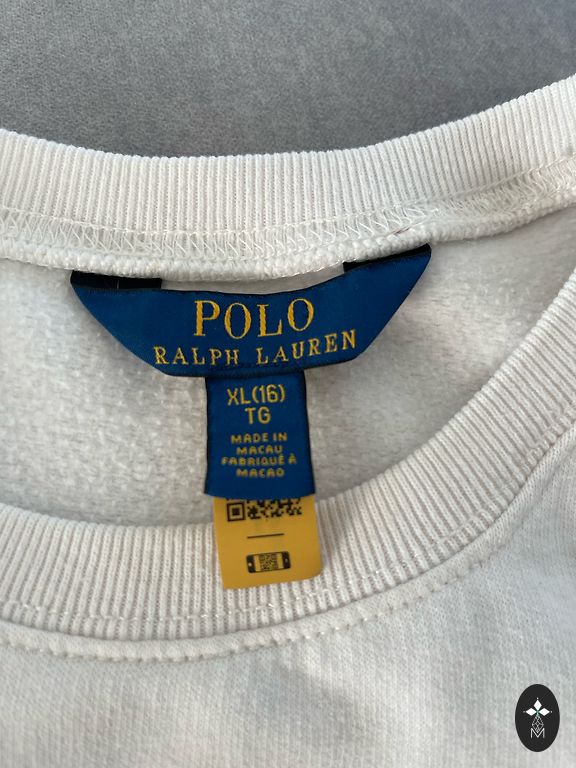 POLO
RALPH LAUREN
XL(16)
TG
MADE IN
MACAU
FABRIQUÉ À
MACAO
M